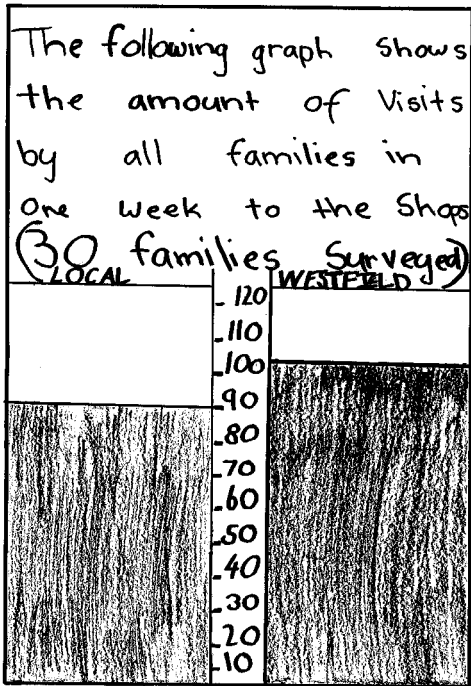 The following graph shows
the amount of Visits
by all families in
One week to the Shops
(30 families Surveyed)
LOCAL
WESTFIELD
120
110
100
90
80
70
60
50
40
30
20
10